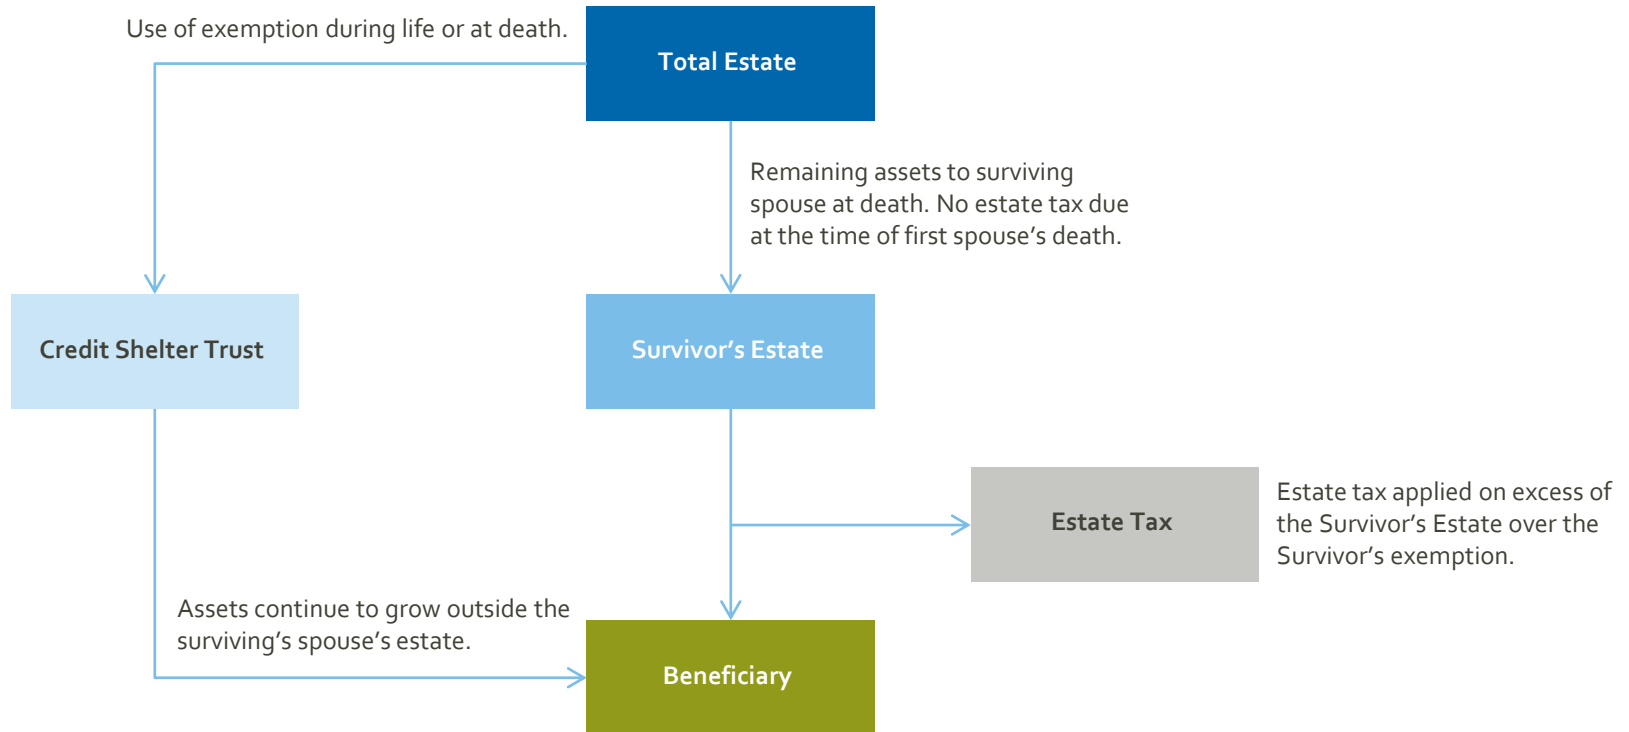 Use of exemption during life or at death.
Total Estate
Remaining assets to surviving
spouse at death. No estate tax due
at the time of first spouse’s death.
Credit Shelter Trust
Survivor’s Estate
Estate Tax
Estate tax applied on excess of
the Survivor’s Estate over the
Survivor’s exemption.
Assets continue to grow outside the
surviving’s spouse’s estate.
Beneficiary